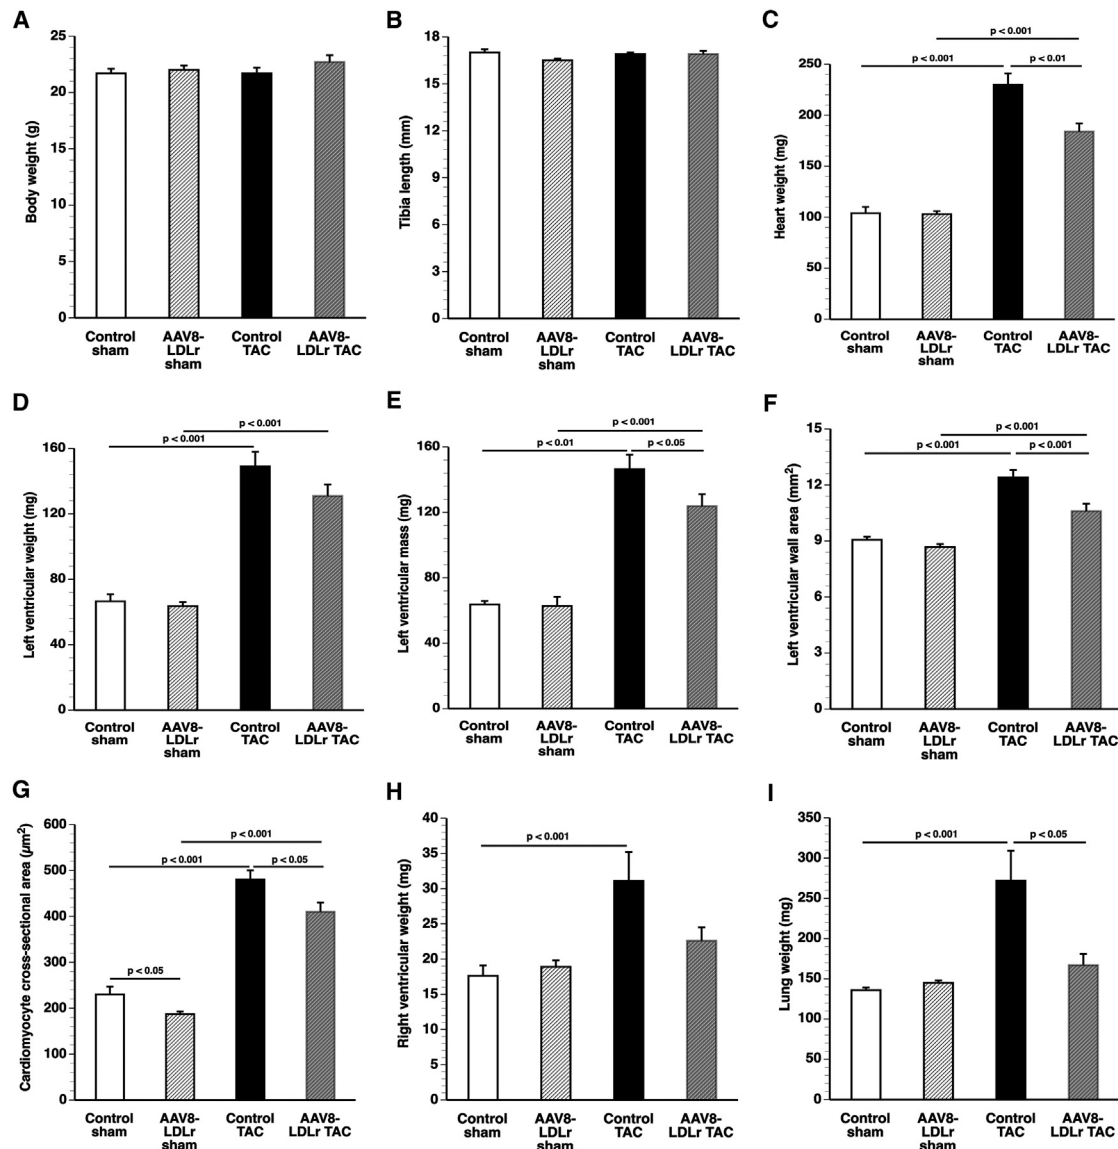 A
Body weight (g)
25
20
15
10
5
0
Control sham
AAV8-LDLr sham
Control TAC
AAV8-LDLr TAC
B
Tibia length (mm)
18
15
12
9
6
3
0
Control sham
AAV8-LDLr sham
Control TAC
AAV8-LDLr TAC
C
Heart weight (mg)
p < 0.001
p < 0.001
p < 0.01
250
200
150
100
50
0
Control sham
AAV8-LDLr sham
Control TAC
AAV8-LDLr TAC
D
Left ventricular weight (mg)
p < 0.001
p < 0.001
160
120
80
40
0
Control sham
AAV8-LDLr sham
Control TAC
AAV8-LDLr TAC
E
Left ventricular mass (mg)
p < 0.001
p < 0.01
p < 0.05
160
120
80
40
0
Control sham
AAV8-LDLr sham
Control TAC
AAV8-LDLr TAC
F
Left ventricular wall area (mm²)
p < 0.001
p < 0.001
p < 0.001
15
12
9
6
3
0
Control sham
AAV8-LDLr sham
Control TAC
AAV8-LDLr TAC
G
Cardiomyocyte cross-sectional area (µm²)
p < 0.001
p < 0.001
p < 0.05
p < 0.05
600
500
400
300
200
100
0
Control sham
AAV8-LDLr sham
Control TAC
AAV8-LDLr TAC
H
Right ventricular weight (mg)
p < 0.001
40
35
30
25
20
15
10
5
0
Control sham
AAV8-LDLr sham
Control TAC
AAV8-LDLr TAC
I
Lung weight (mg)
p < 0.001
p < 0.05
350
300
250
200
150
100
50
0
Control sham
AAV8-LDLr sham
Control TAC
AAV8-LDLr TAC